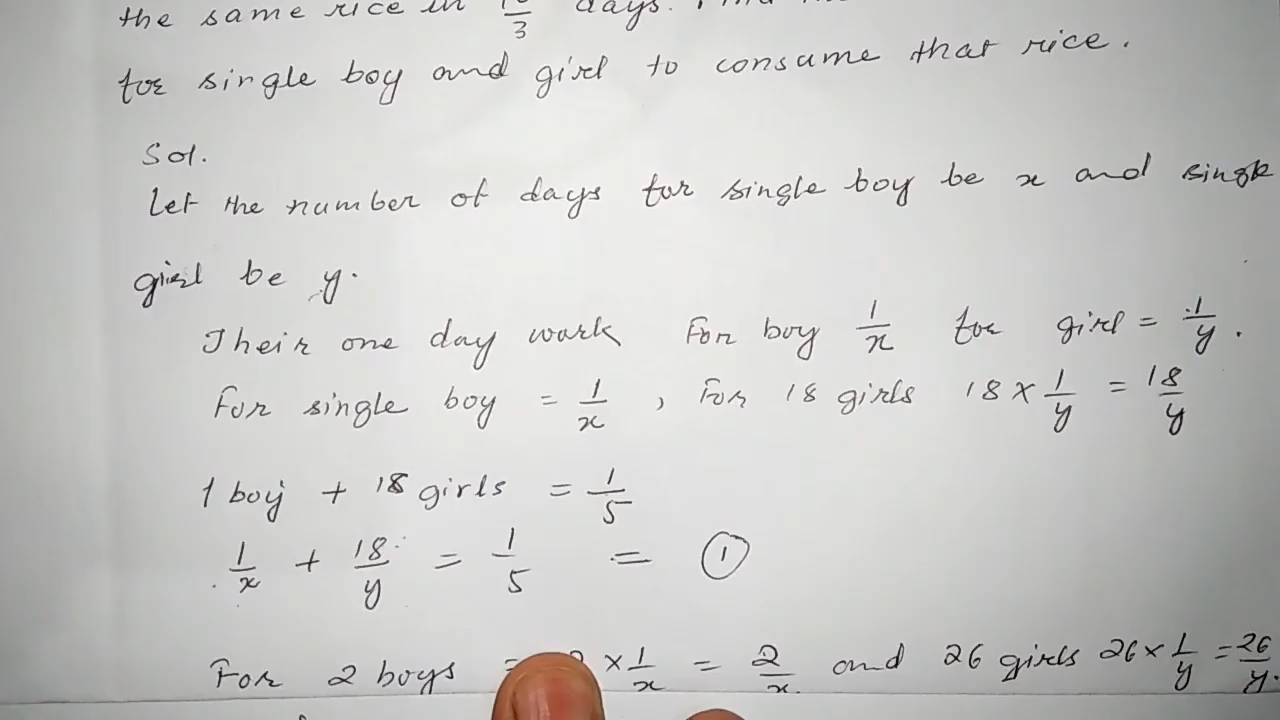 the same rice in /3 days.
for single boy and girl to consume that rice.
Sol.
Let the number of days for single boy be x and single
girl be y.
Their one day work For boy 1/x for girl = 1/y.
For single boy = 1/x , For 18 girls 18 × 1/y = 18/y
1 boy + 18 girls = 1/5
1/x + 18/y = 1/5 = ①
For 2 boys = × 1/x = 2/x and 26 girls 26 × 1/y = 26/y.